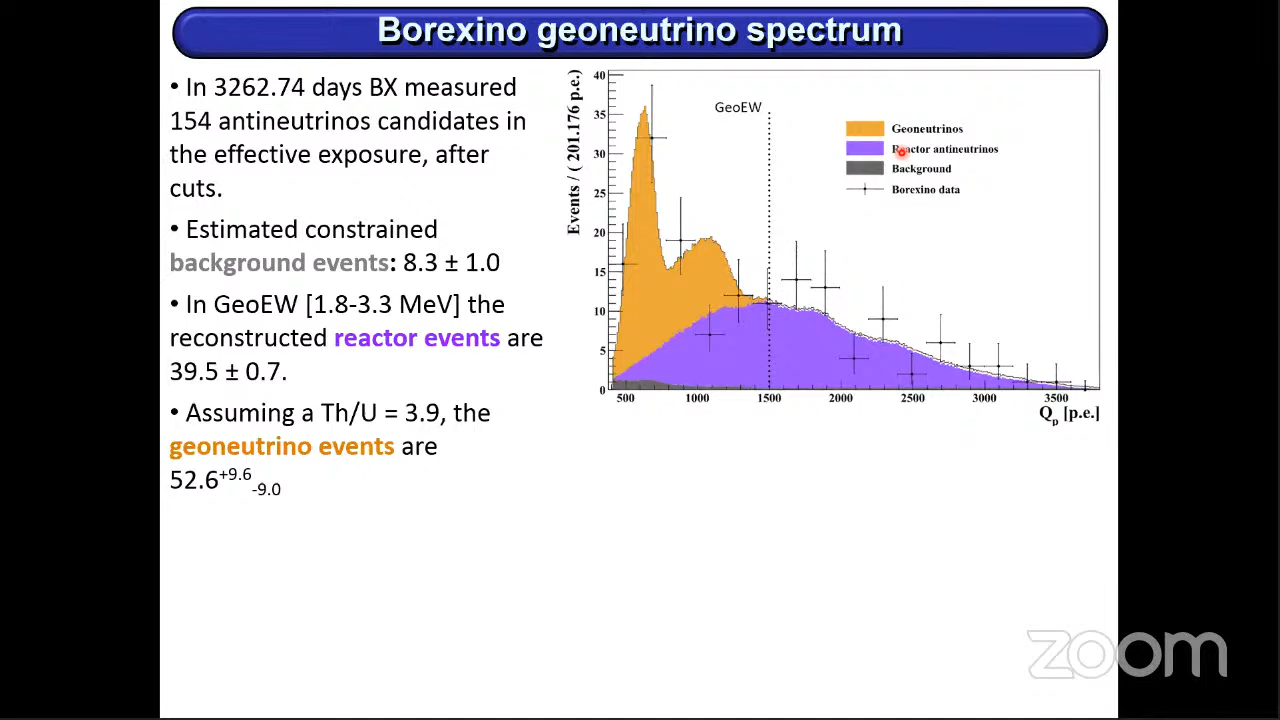 Borexino geoneutrino spectrum
• In 3262.74 days BX measured
154 antineutrinos candidates in
the effective exposure, after
cuts.
• Estimated constrained
background events: 8.3 ± 1.0
• In GeoEW [1.8-3.3 MeV] the
reconstructed reactor events are
39.5 ± 0.7.
• Assuming a Th/U = 3.9, the
geoneutrino events are
52.6+9.6-9.0
Events / ( 201.176 p.e.)
40
35
30
25
20
15
10
5
0
GeoEW
Geoneutrinos
Reactor antineutrinos
Background
Borexino data
500 1000 1500 2000 2500 3000 3500
Qp [p.e.]
zoom